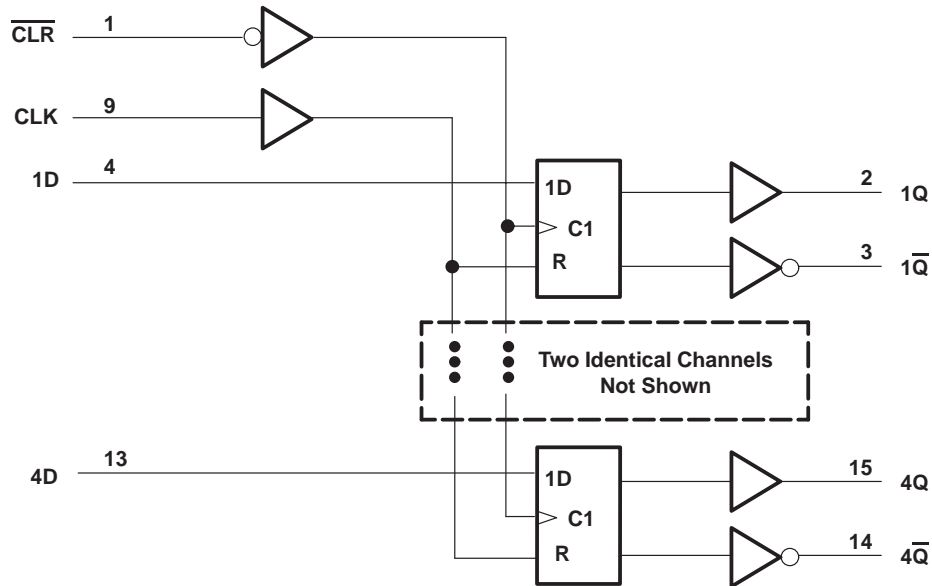 C̅L̅R̅ 1
CLK 9
1D 4
1D
C1
R
2 1Q
3 1Q̅
Two Identical Channels
Not Shown
4D 13
1D
C1
R
15 4Q
14 4Q̅